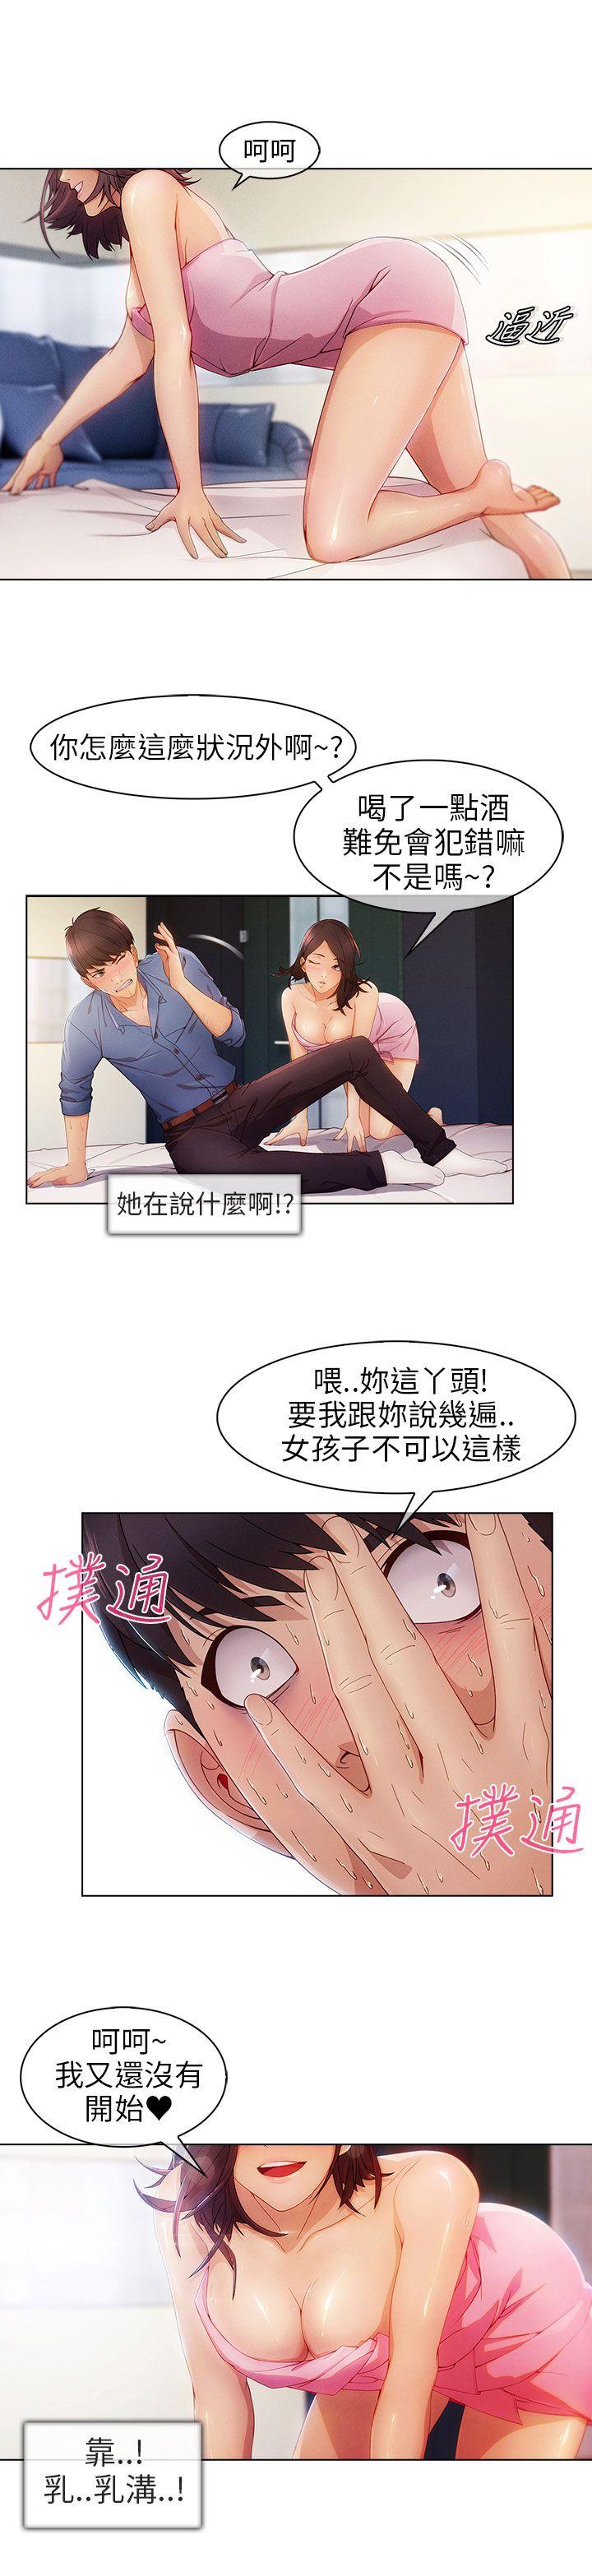 呵呵
逼近
你怎麼這麼狀況外啊~?
喝了一點酒
難免會犯錯嘛
不是嗎~?
她在說什麼啊!?
喂..妳這丫頭!
要我跟妳說幾遍..
女孩子不可以這樣
撲通
撲通
呵呵~
我又還沒有
開始♥
靠..!
乳..乳溝..!